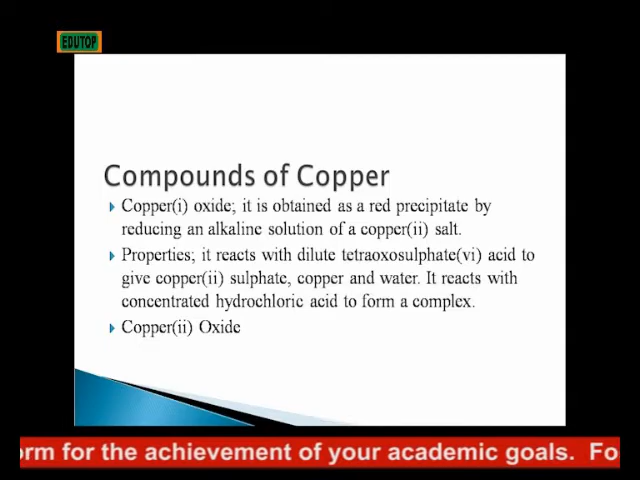 EDUTOP
Compounds of Copper
Copper(i) oxide; it is obtained as a red precipitate by
reducing an alkaline solution of a copper(ii) salt.
Properties; it reacts with dilute tetraoxosulphate(vi) acid to
give copper(ii) sulphate, copper and water. It reacts with
concentrated hydrochloric acid to form a complex.
Copper(ii) Oxide
orm for the achievement of your academic goals. Fo